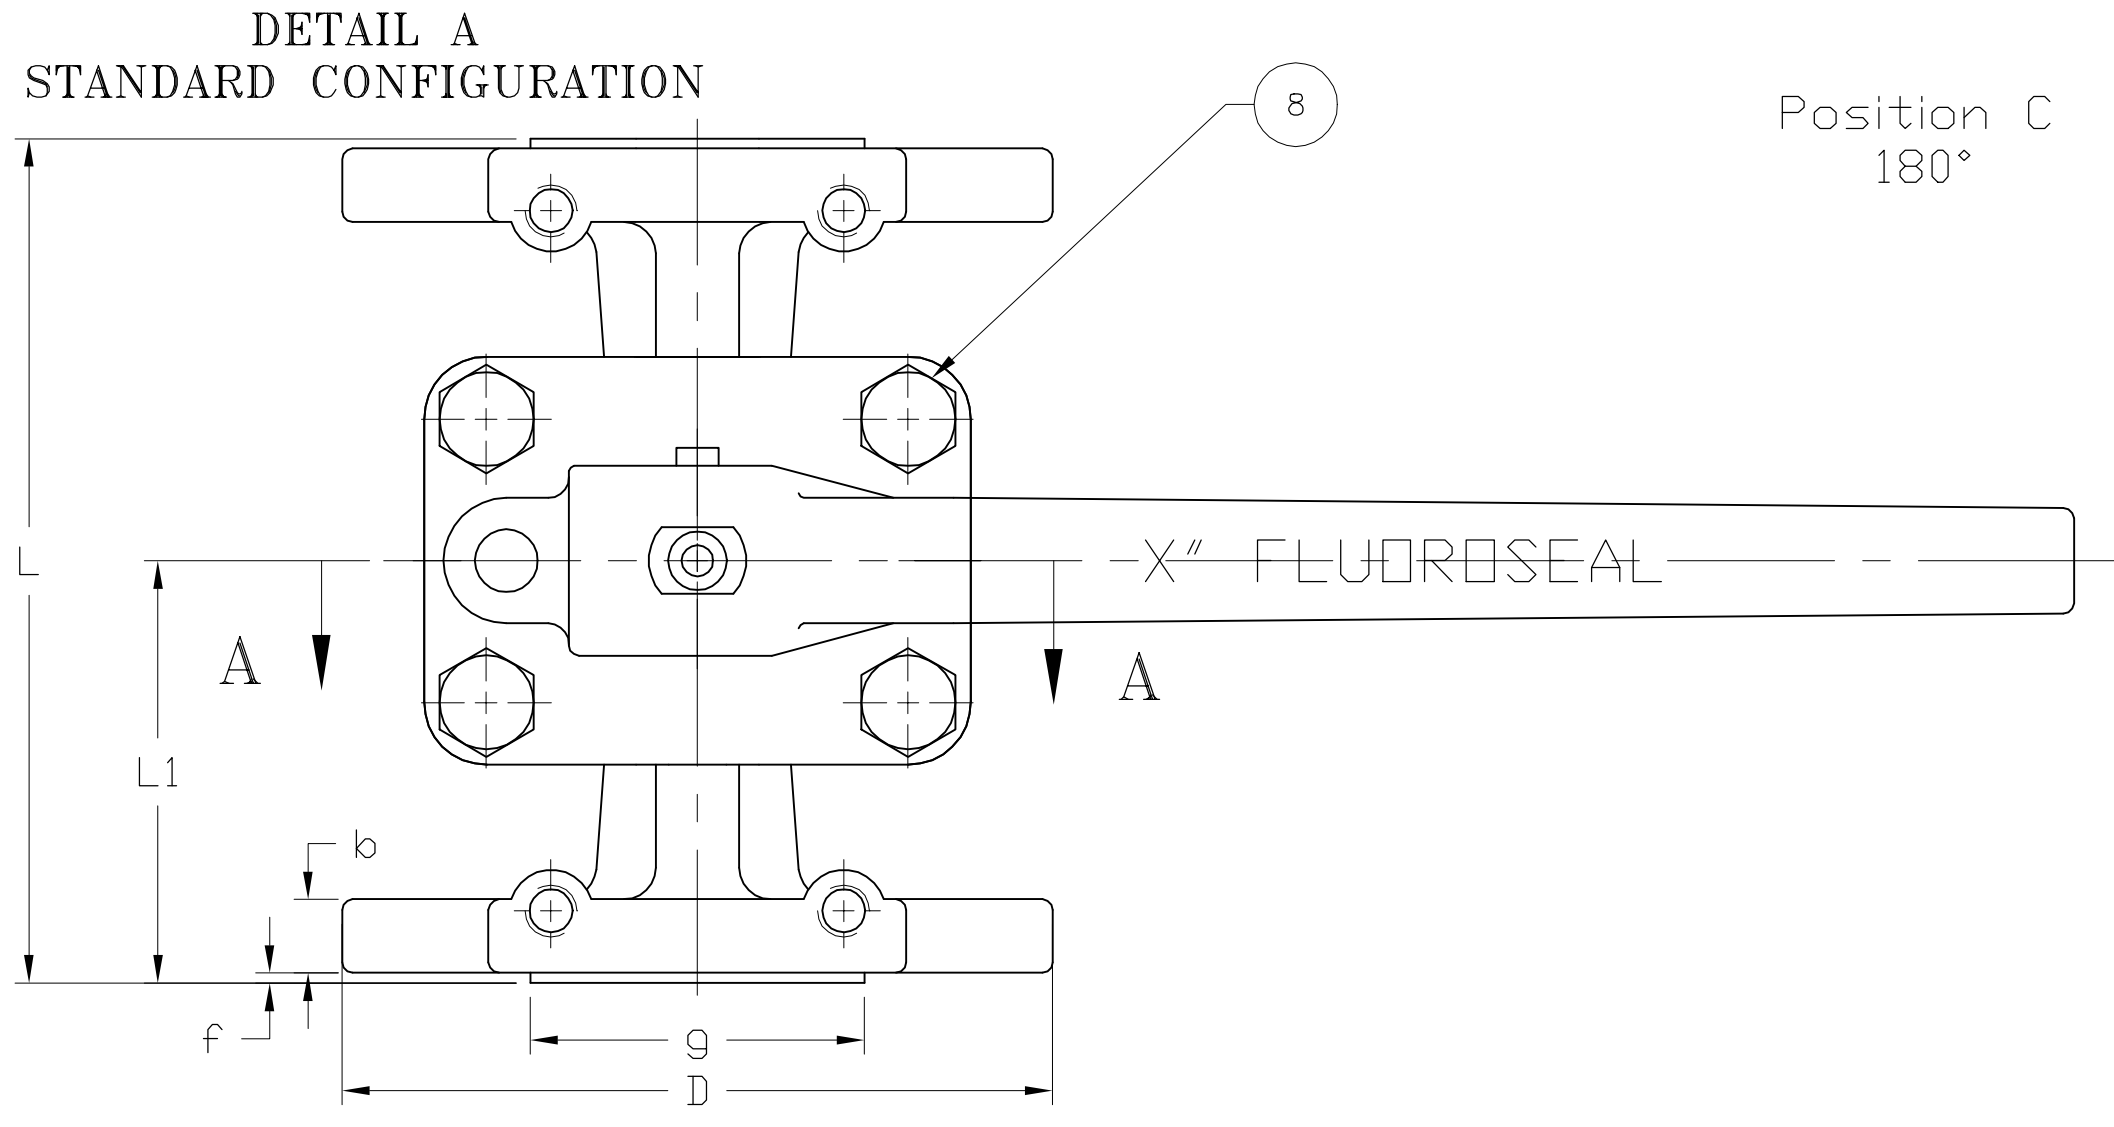 DETAIL A
STANDARD CONFIGURATION
8
Position C
180°
L
X" FLUOROSEAL
A
A
L1
b
f
g
D